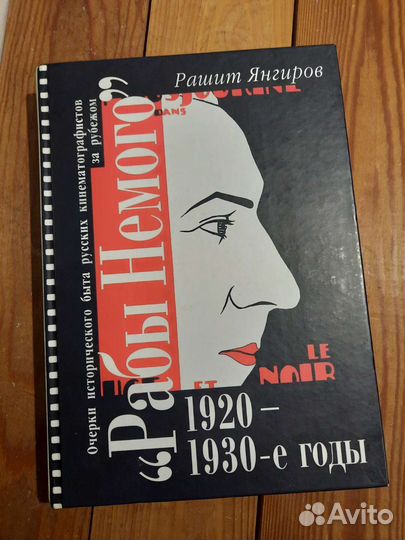 Рашит Янгиров
DANS
Очерки исторического быта русских кинематографистов
за рубежом
“Рабы Немого”
LE
ET NOIR
1920 –
1930-е годы
Avito